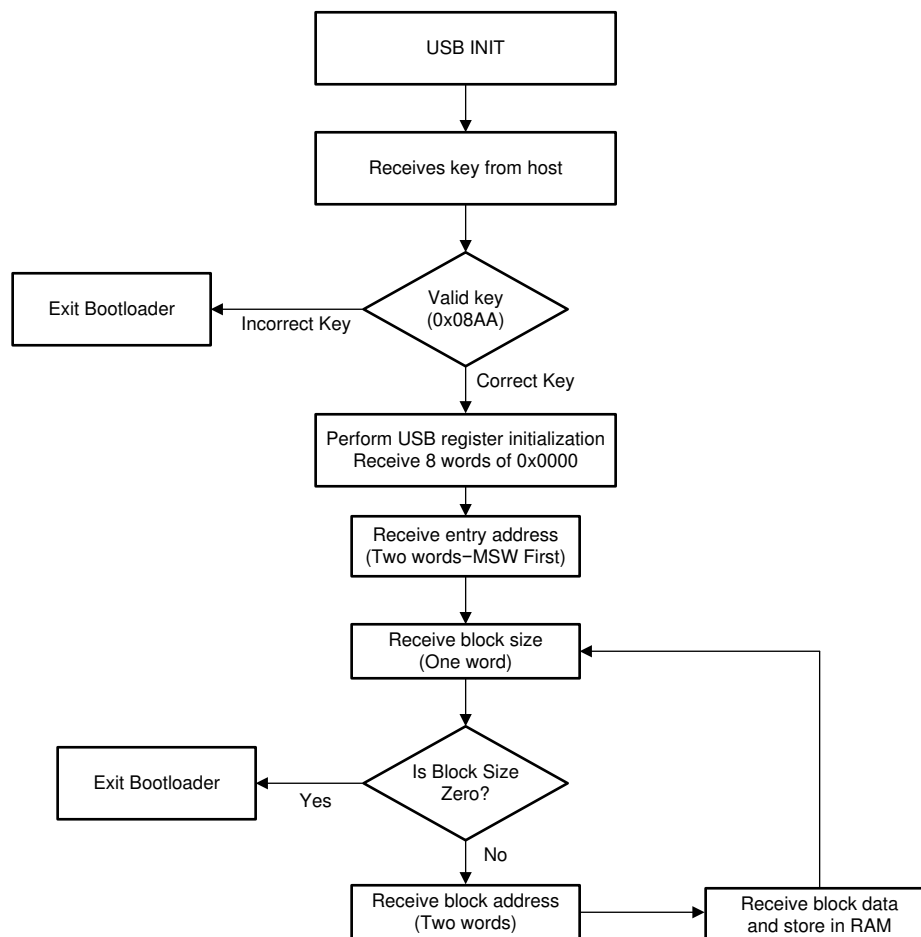 USB INIT
Receives key from host
Valid key
(0x08AA)
Exit Bootloader
Incorrect Key
Correct Key
Perform USB register initialization
Receive 8 words of 0x0000
Receive entry address
(Two words−MSW First)
Receive block size
(One word)
Is Block Size
Zero?
Exit Bootloader
Yes
No
Receive block address
(Two words)
Receive block data
and store in RAM